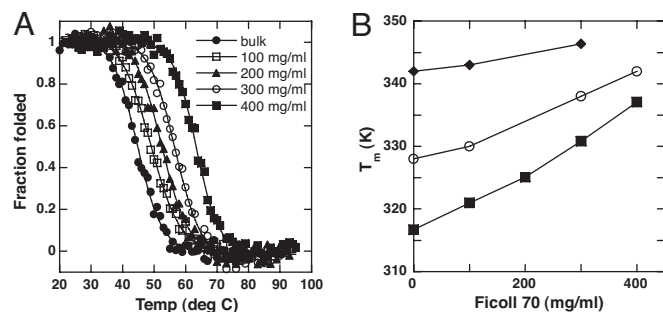 A
Fraction folded
1
0.8
0.6
0.4
0.2
0
20 30 40 50 60 70 80 90 100
Temp (deg C)
bulk
100 mg/ml
200 mg/ml
300 mg/ml
400 mg/ml
B
T m (K)
350
340
330
320
310
0 100 200 300 400
Ficoll 70 (mg/ml)